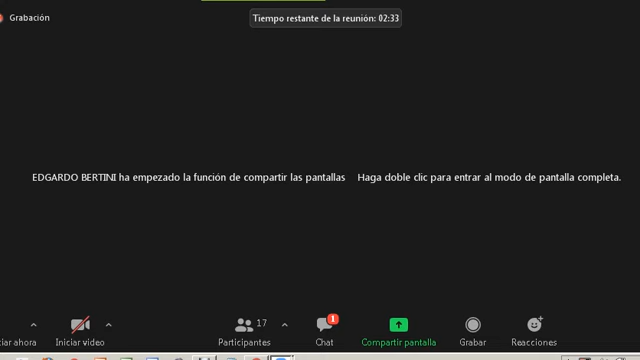 Grabación
Tiempo restante de la reunión: 02:33
EDGARDO BERTINI ha empezado la función de compartir las pantallas Haga doble clic para entrar al modo de pantalla completa.
17
1
ciar ahora Iniciar video Participantes Chat Compartir pantalla Grabar Reacciones